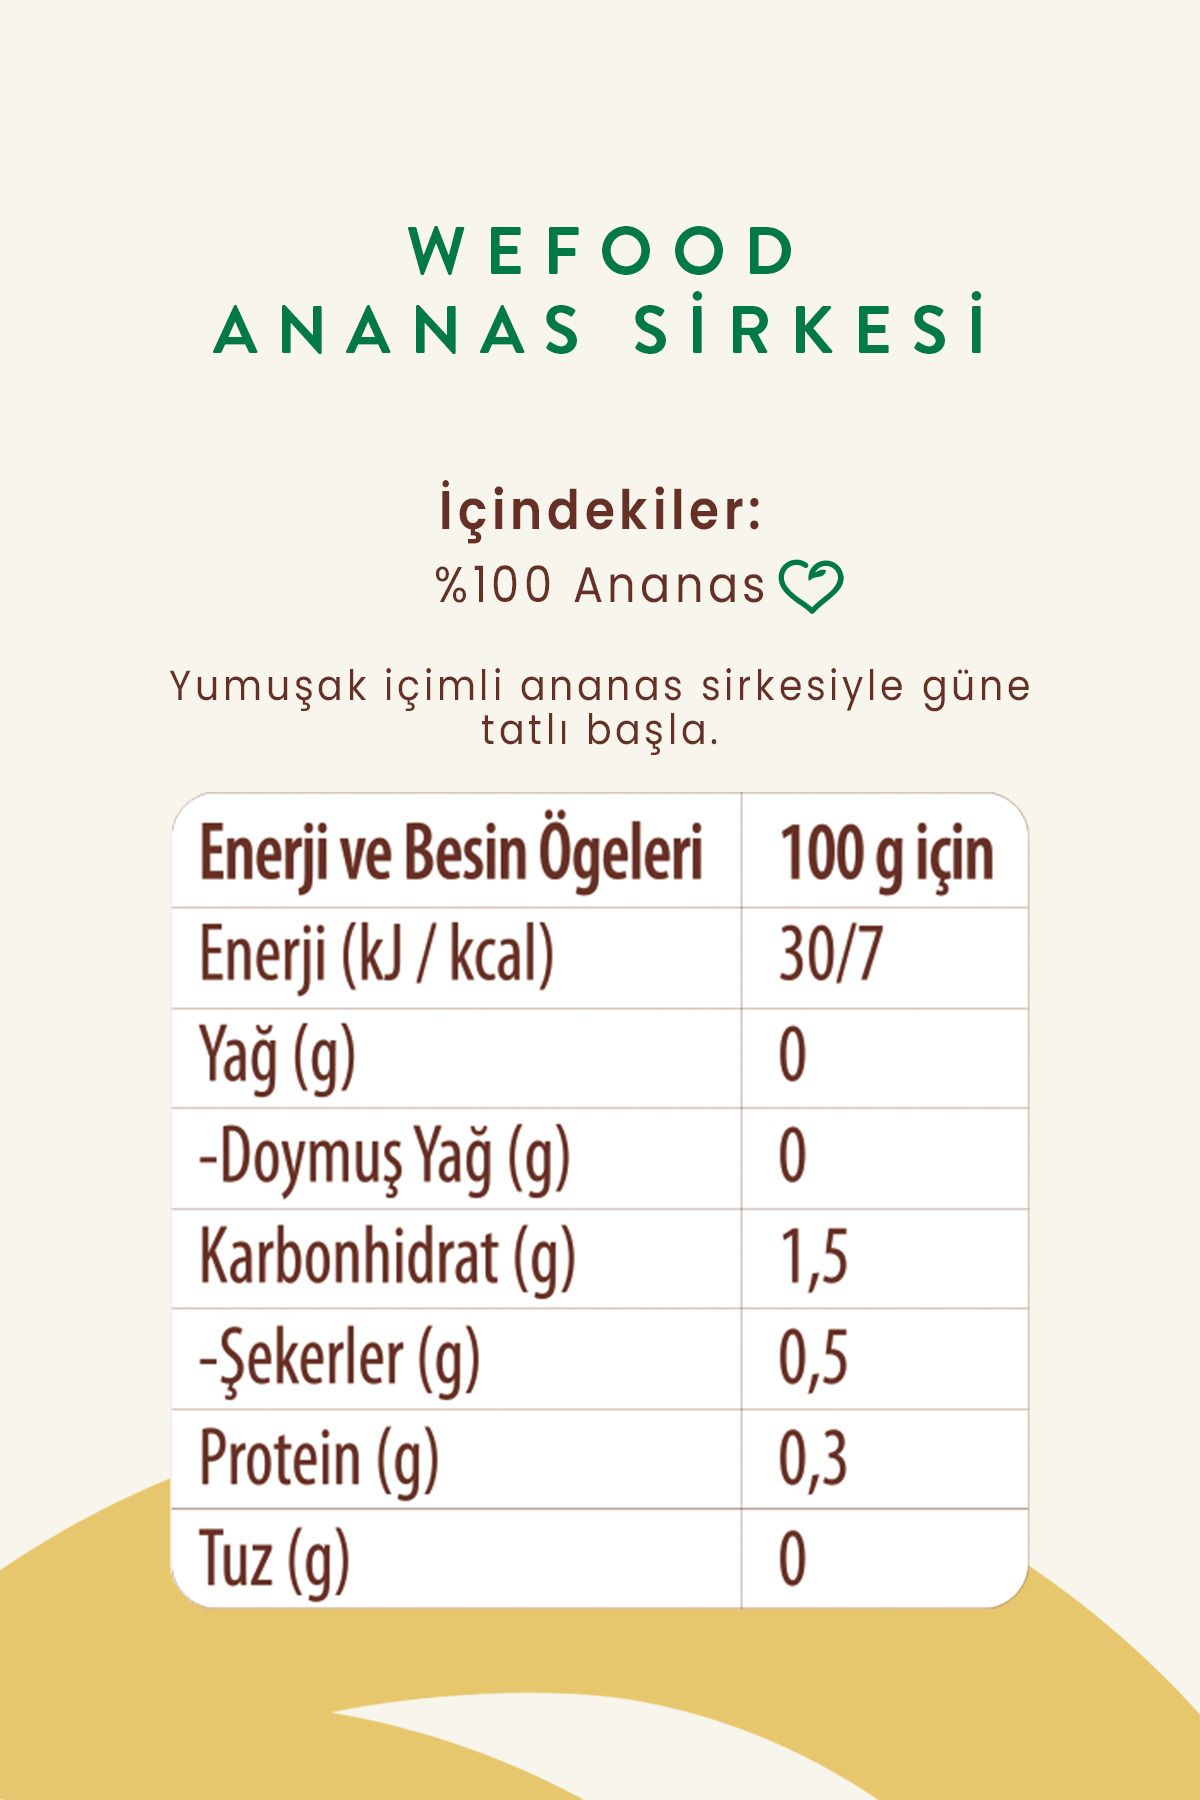 WEFOOD
ANANAS SİRKESİ
İçindekiler:
%100 Ananas
Yumuşak içimli ananas sirkesiyle güne
tatlı başla.
Enerji ve Besin Ögeleri 100 g için
Enerji (kJ / kcal) 30/7
Yağ (g) 0
-Doymuş Yağ (g) 0
Karbonhidrat (g) 1,5
-Şekerler (g) 0,5
Protein (g) 0,3
Tuz (g) 0